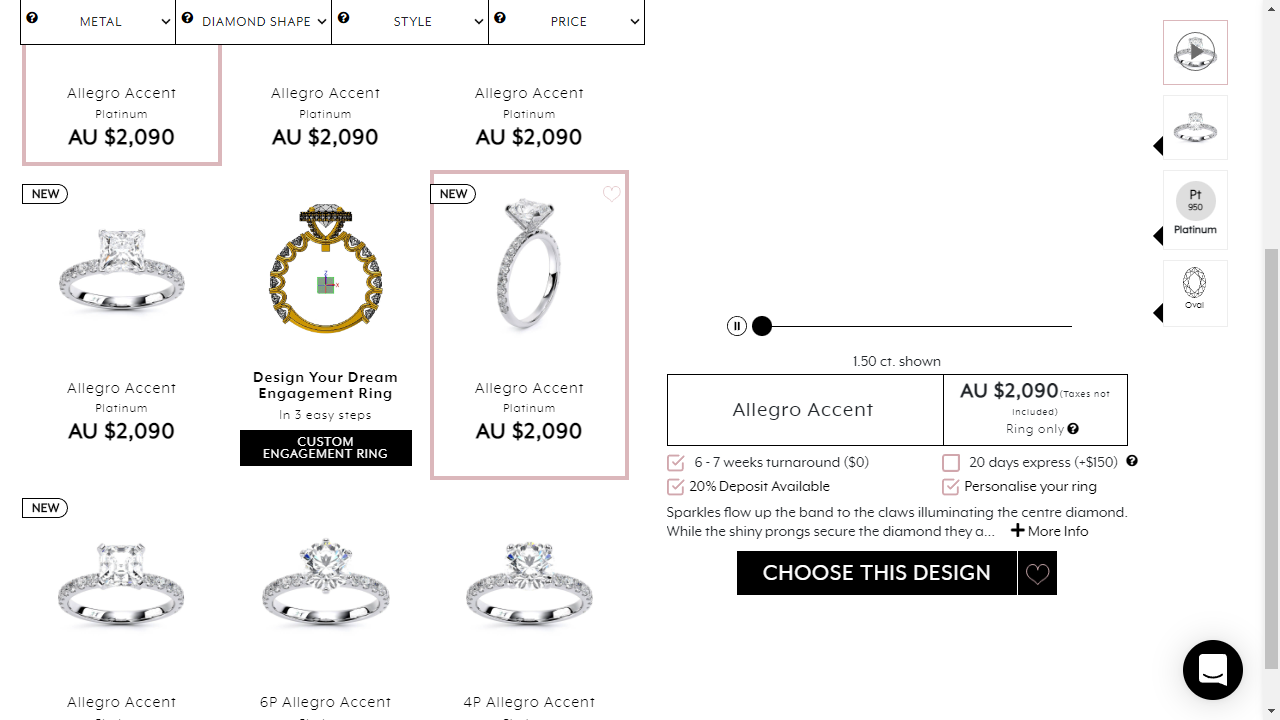 METAL
DIAMOND SHAPE
STYLE
PRICE
Allegro Accent
Platinum
AU $2,090
Allegro Accent
Platinum
AU $2,090
Allegro Accent
Platinum
AU $2,090
NEW
Allegro Accent
Platinum
AU $2,090
Design Your Dream
Engagement Ring
In 3 easy steps
CUSTOM
ENGAGEMENT RING
NEW
Allegro Accent
Platinum
AU $2,090
NEW
Allegro Accent
6P Allegro Accent
4P Allegro Accent
Pt
950
Platinum
Oval
1.50 ct. shown
Allegro Accent
AU $2,090 (Taxes not
included)
Ring only
6 - 7 weeks turnaround ($0)
20 days express (+$150)
20% Deposit Available
Personalise your ring
Sparkles flow up the band to the claws illuminating the centre diamond.
While the shiny prongs secure the diamond they a... More Info
CHOOSE THIS DESIGN